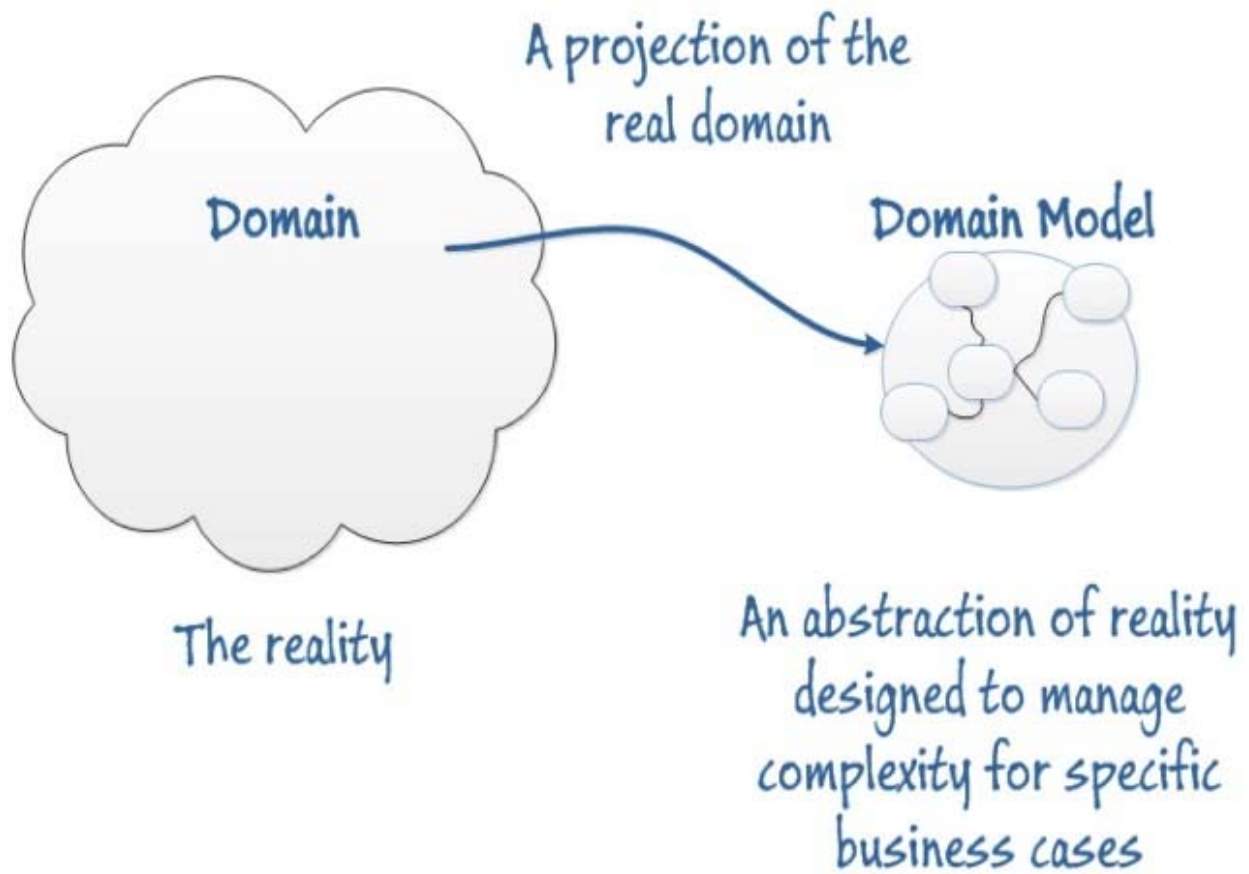 A projection of the
real domain
Domain
Domain Model
The reality
An abstraction of reality
designed to manage
complexity for specific
business cases